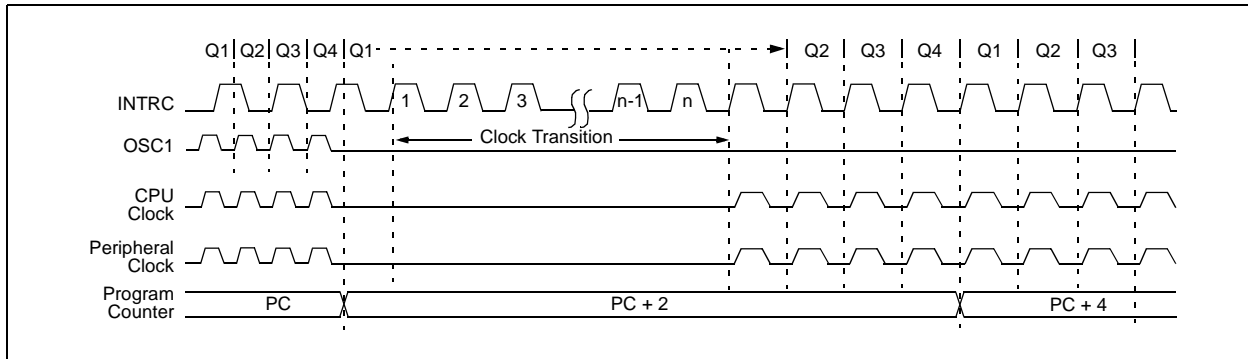 Q1 Q2 Q3 Q4 Q1 Q2 Q3 Q4 Q1 Q2 Q3
INTRC
1 2 3 n-1 n
Clock Transition
OSC1
CPU
Clock
Peripheral
Clock
Program
Counter
PC PC + 2 PC + 4